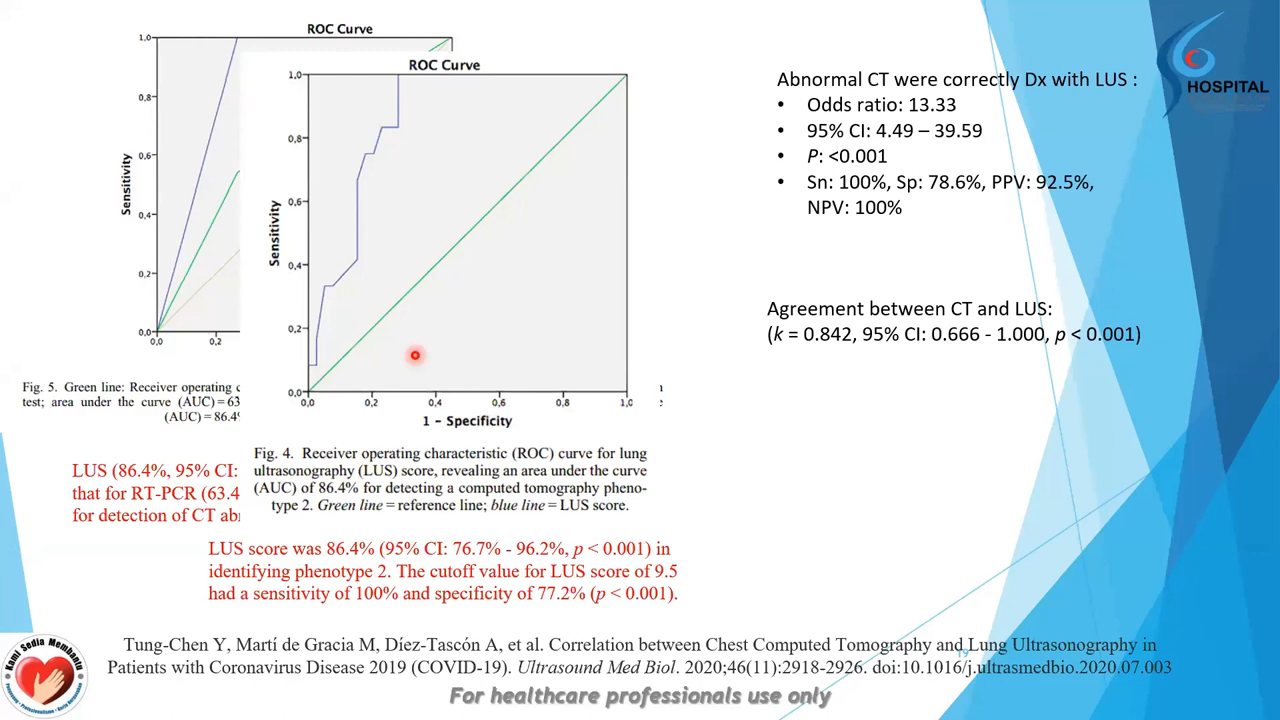 ROC Curve
1,0
0,8
0,6
0,4
0,2
0,0
Sensitivity
0,0 0,2
Fig. 5. Green line: Receiver operating c
test; area under the curve (AUC) = 63
(AUC) = 86.4%
LUS (86.4%, 95% CI:
that for RT-PCR (63.4
for detection of CT ab
ROC Curve
1,0
0,8
0,6
0,4
0,2
0,0
Sensitivity
0,0 0,2 0,4 0,6 0,8 1,0
1 - Specificity
Fig. 4. Receiver operating characteristic (ROC) curve for lung
ultrasonography (LUS) score, revealing an area under the curve
(AUC) of 86.4% for detecting a computed tomography pheno-
type 2. Green line = reference line; blue line = LUS score.
LUS score was 86.4% (95% CI: 76.7% - 96.2%, p < 0.001) in
identifying phenotype 2. The cutoff value for LUS score of 9.5
had a sensitivity of 100% and specificity of 77.2% (p < 0.001).
Abnormal CT were correctly Dx with LUS :
• Odds ratio: 13.33
• 95% CI: 4.49 – 39.59
• P: <0.001
• Sn: 100%, Sp: 78.6%, PPV: 92.5%,
NPV: 100%
Agreement between CT and LUS:
(k = 0.842, 95% CI: 0.666 - 1.000, p < 0.001)
HOSPITAL
Tung-Chen Y, Martí de Gracia M, Díez-Tascón A, et al. Correlation between Chest Computed Tomography and Lung Ultrasonography in
Patients with Coronavirus Disease 2019 (COVID-19). Ultrasound Med Biol. 2020;46(11):2918-2926. doi:10.1016/j.ultrasmedbio.2020.07.003
19
For healthcare professionals use only
Kami Sedia Membantu